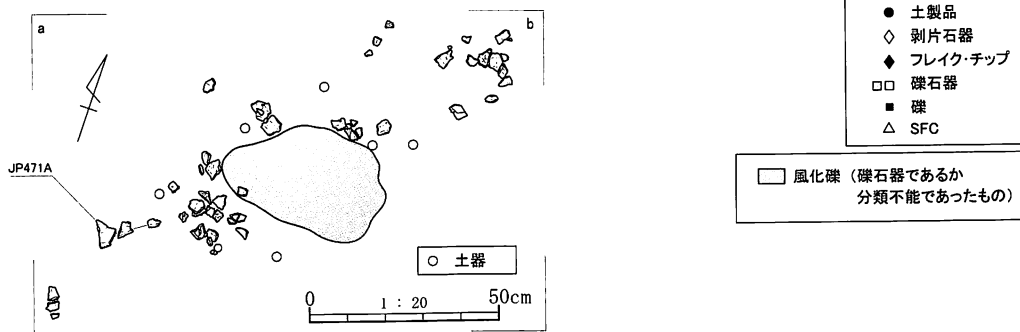 a
b
JP471A
○ 土器
0 1 : 20 50cm
● 土製品
◇ 剥片石器
◆ フレイク・チップ
□□ 礫石器
■ 礫
△ SFC
風化礫（礫石器であるか
分類不能であったもの）